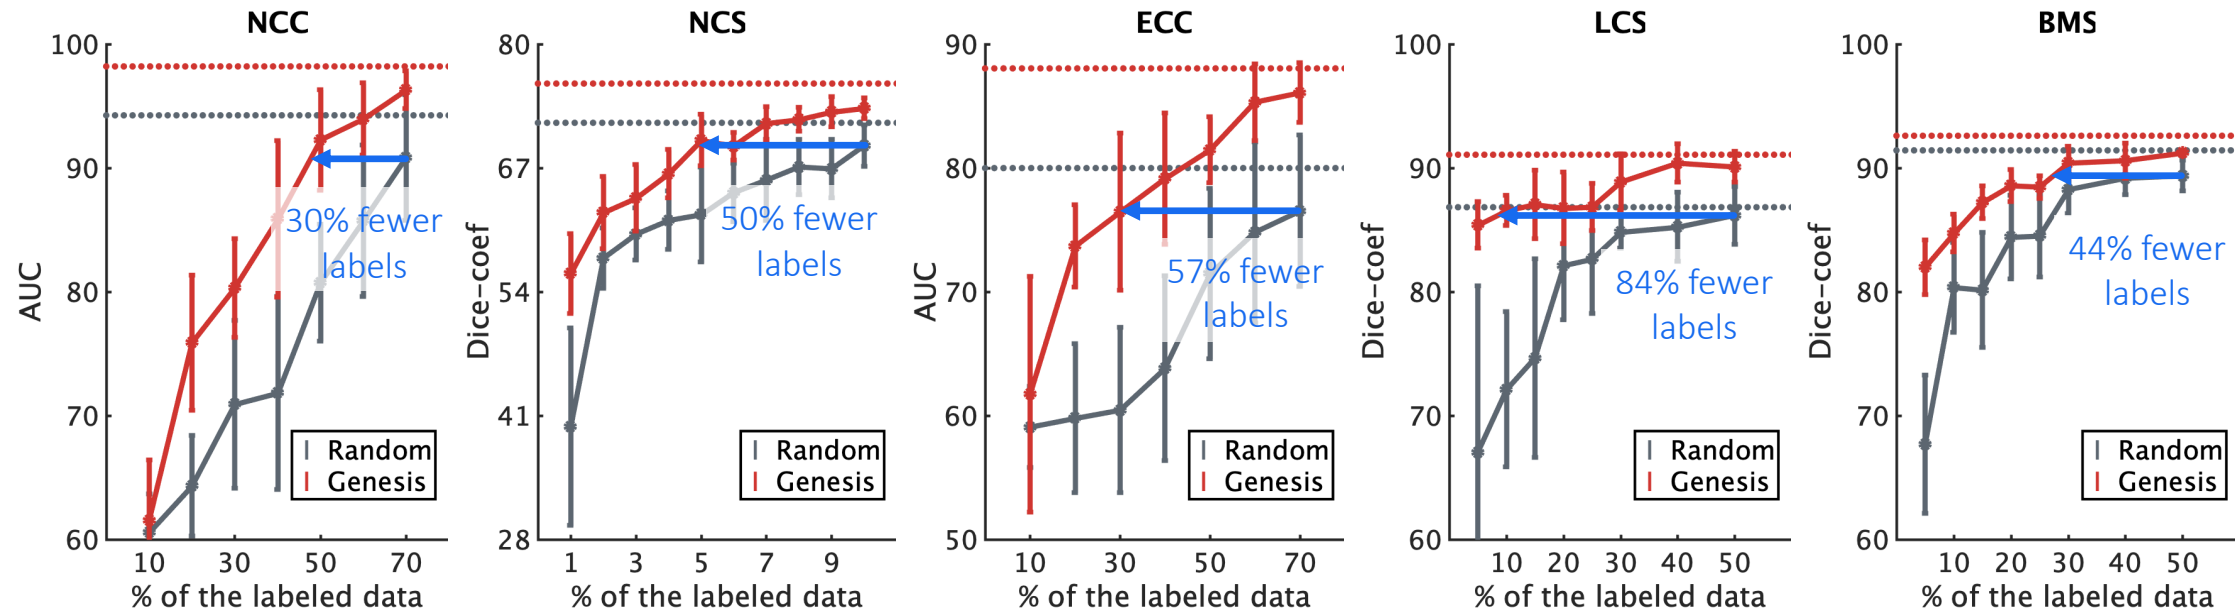 NCC
AUC
100
90
80
70
60
10 30 50 70
% of the labeled data
30% fewer
labels
Random
Genesis
NCS
Dice-coef
80
67
54
41
28
1 3 5 7 9
% of the labeled data
50% fewer
labels
Random
Genesis
ECC
AUC
90
80
70
60
50
10 30 50 70
% of the labeled data
57% fewer
labels
Random
Genesis
LCS
Dice-coef
100
90
80
70
60
10 20 30 40 50
% of the labeled data
84% fewer
labels
Random
Genesis
BMS
Dice-coef
100
90
80
70
60
10 20 30 40 50
% of the labeled data
44% fewer
labels
Random
Genesis